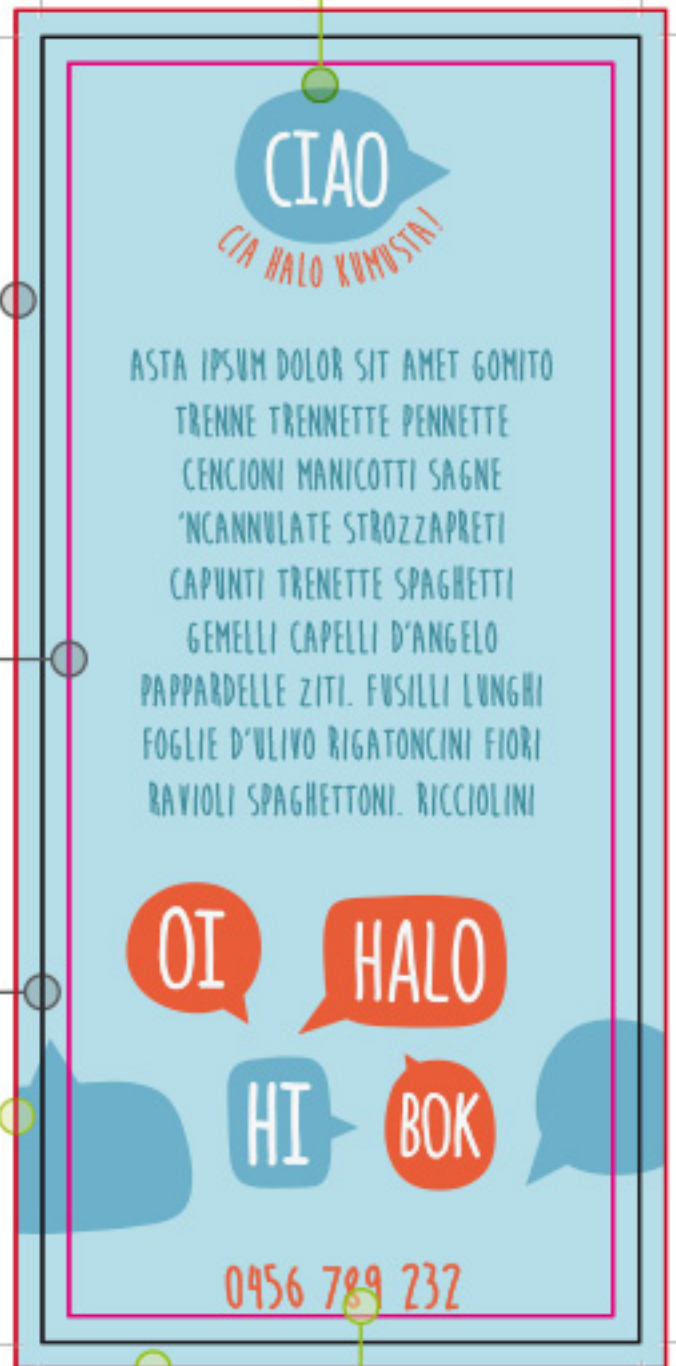 CIAO
CIA HALO KUMUSTA!
ASTA IPSUM DOLOR SIT AMET GOMITO
TRENNE TRENNETTE PENNETTE
CENCIONI MANICOTTI SAGNE
'NCANNULATE STROZZAPRETI
CAPUNTI TRENETTE SPAGHETTI
GEMELLI CAPELLI D'ANGELO
PAPPARDELLE ZITI. FUSILLI LUNGHI
FOGLIE D'ULIVO RIGATONCINI FIORI
RAVIOLI SPAGHETTONI. RICCIOLINI
OI
HALO
HI
BOK
0456 789 232